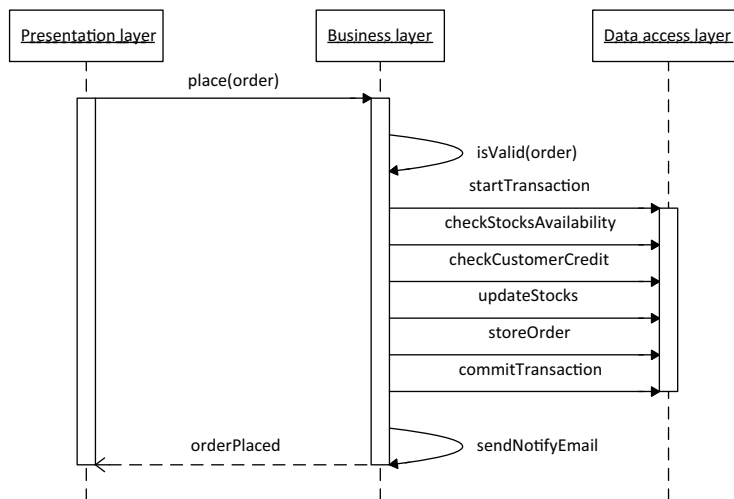 Presentation layer
Business layer
Data access layer
place(order)
isValid(order)
startTransaction
checkStocksAvailability
checkCustomerCredit
updateStocks
storeOrder
commitTransaction
orderPlaced
sendNotifyEmail